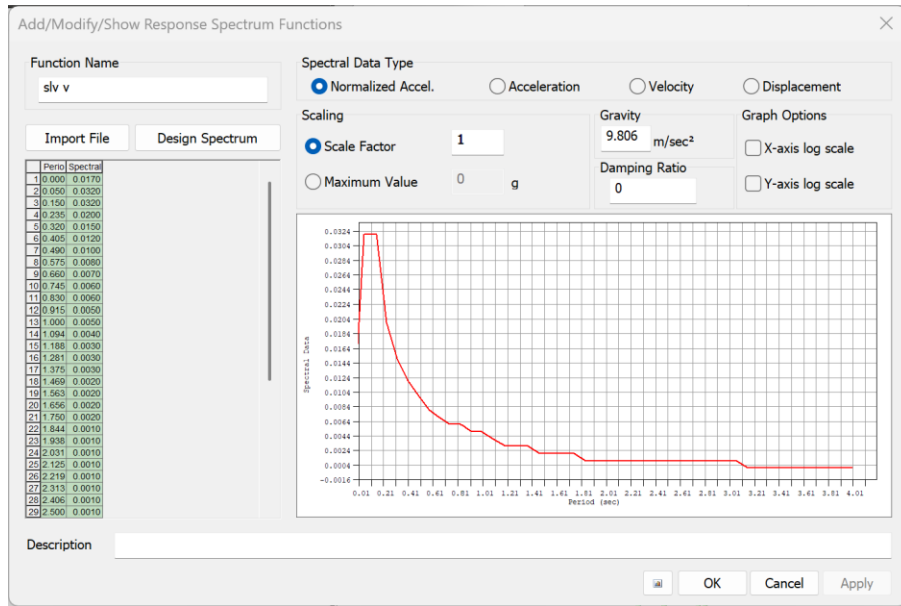 Add/Modify/Show Response Spectrum Functions
Function Name
slv v
Import File Design Spectrum
Spectral Data Type
Normalized Accel. Acceleration Velocity Displacement
Scaling
Scale Factor 1
Maximum Value 0 g
Gravity
9.806 m/sec²
Damping Ratio
0
Graph Options
X-axis log scale
Y-axis log scale
Perio Spectral
1 0.000 0.0170
2 0.050 0.0320
3 0.150 0.0320
4 0.235 0.0200
5 0.320 0.0150
6 0.405 0.0120
7 0.490 0.0100
8 0.575 0.0080
9 0.660 0.0070
10 0.745 0.0060
11 0.830 0.0060
12 0.915 0.0050
13 1.000 0.0050
14 1.094 0.0040
15 1.188 0.0030
16 1.281 0.0030
17 1.375 0.0030
18 1.469 0.0020
19 1.563 0.0020
20 1.656 0.0020
21 1.750 0.0020
22 1.844 0.0010
23 1.938 0.0010
24 2.031 0.0010
25 2.125 0.0010
26 2.219 0.0010
27 2.313 0.0010
28 2.406 0.0010
29 2.500 0.0010
Spectral Data
0.0324
0.0304
0.0284
0.0264
0.0244
0.0224
0.0204
0.0184
0.0164
0.0144
0.0124
0.0104
0.0084
0.0064
0.0044
0.0024
0.0004
-0.0016
0.01 0.21 0.41 0.61 0.81 1.01 1.21 1.41 1.61 1.81 2.01 2.21 2.41 2.61 2.81 3.01 3.21 3.41 3.61 3.81 4.01
Period (sec)
Description
OK Cancel Apply